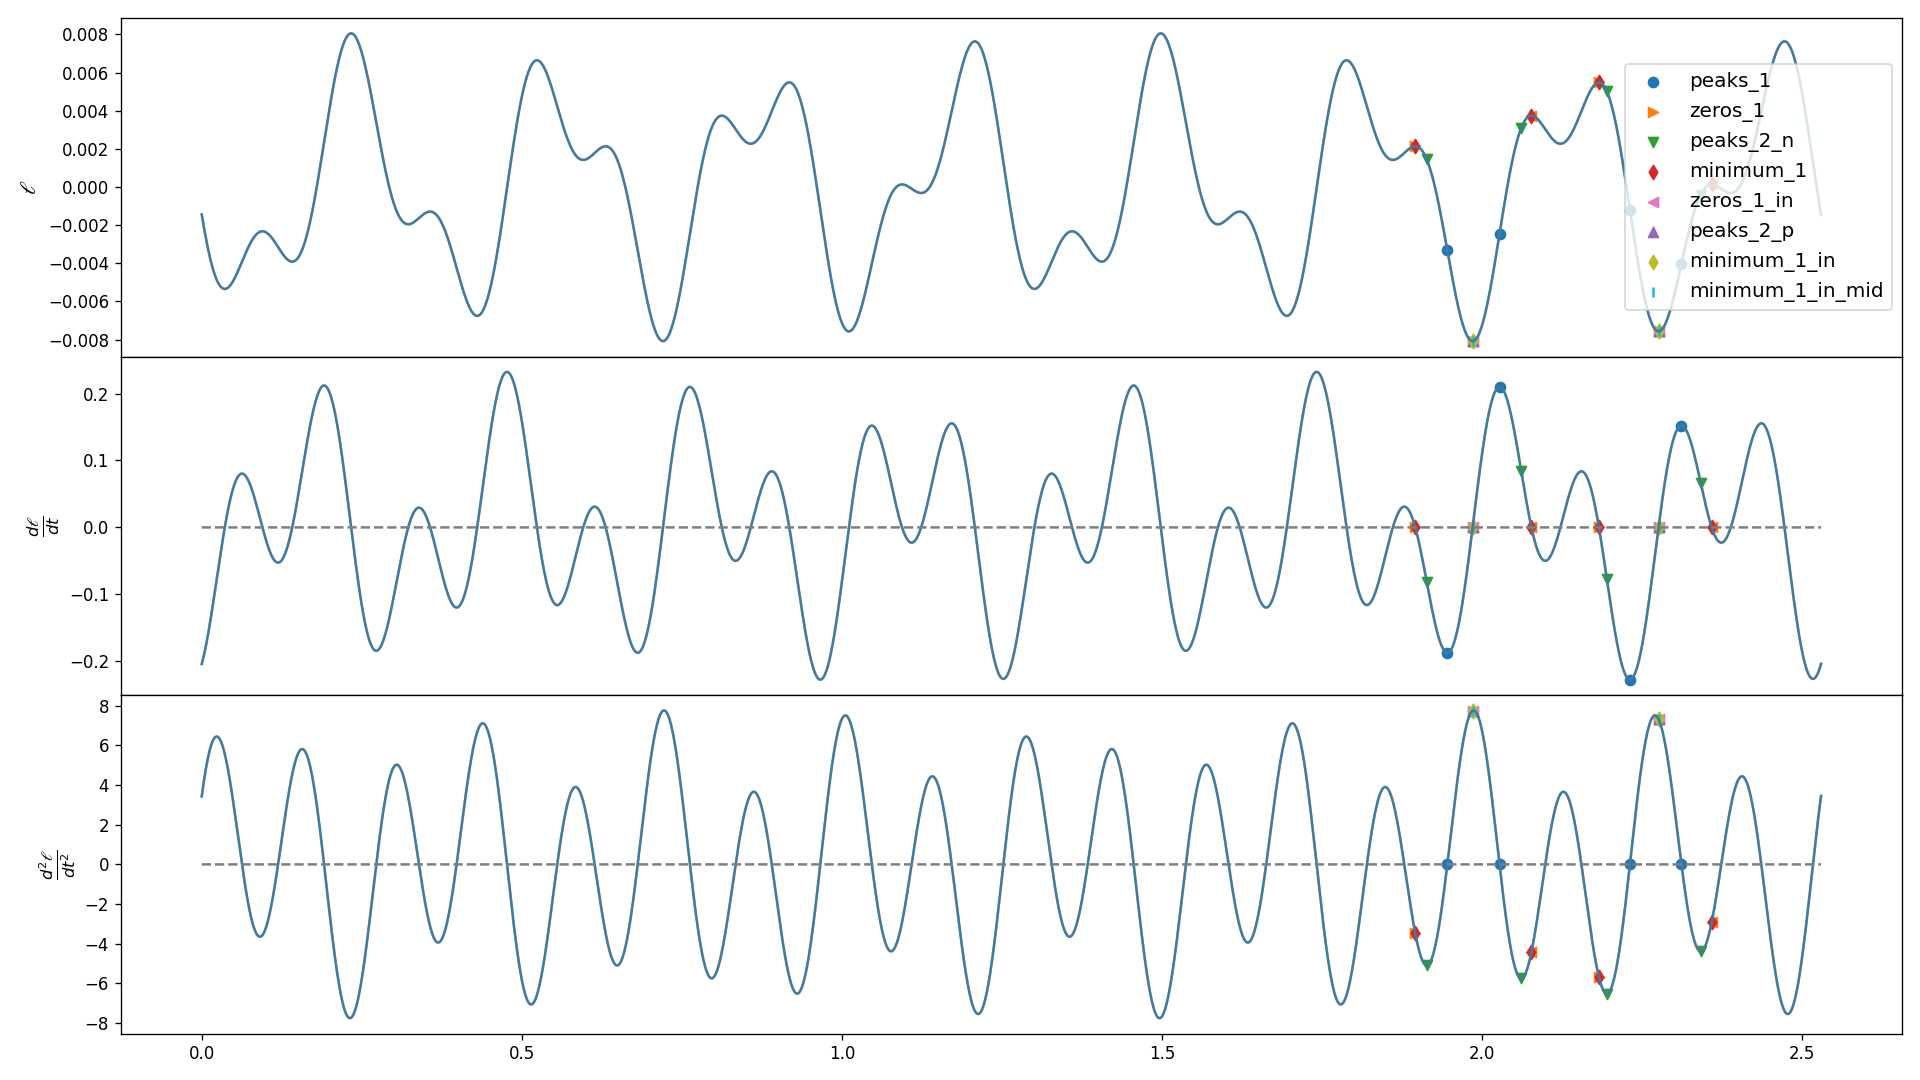 0.008
0.006
0.004
0.002
0.000
−0.002
−0.004
−0.006
−0.008
ℓ
peaks_1
zeros_1
peaks_2_n
minimum_1
zeros_1_in
peaks_2_p
minimum_1_in
minimum_1_in_mid
0.2
0.1
0.0
−0.1
−0.2
dℓ/dt
8
6
4
2
0
−2
−4
−6
−8
d²ℓ/dt²
0.0 0.5 1.0 1.5 2.0 2.5